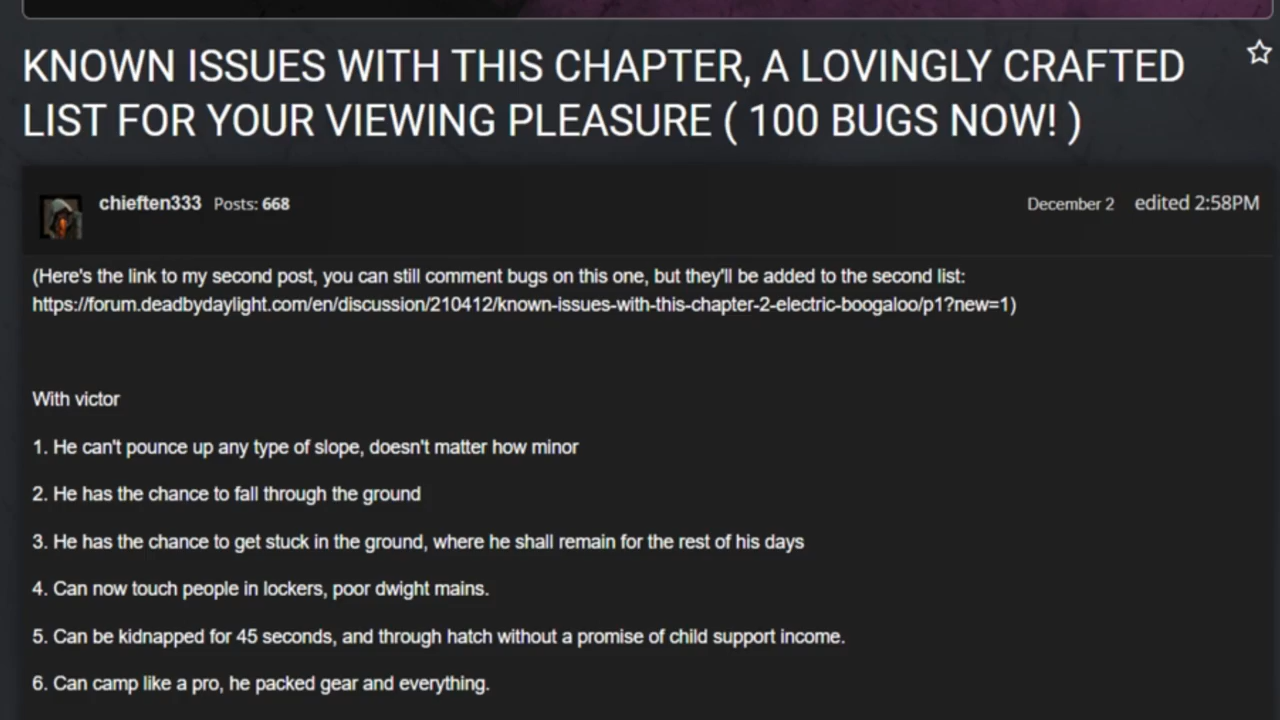 KNOWN ISSUES WITH THIS CHAPTER, A LOVINGLY CRAFTED
LIST FOR YOUR VIEWING PLEASURE ( 100 BUGS NOW! )
chieften333 Posts: 668 December 2 edited 2:58PM
(Here's the link to my second post, you can still comment bugs on this one, but they'll be added to the second list:
https://forum.deadbydaylight.com/en/discussion/210412/known-issues-with-this-chapter-2-electric-boogaloo/p1?new=1)
With victor
1. He can't pounce up any type of slope, doesn't matter how minor
2. He has the chance to fall through the ground
3. He has the chance to get stuck in the ground, where he shall remain for the rest of his days
4. Can now touch people in lockers, poor dwight mains.
5. Can be kidnapped for 45 seconds, and through hatch without a promise of child support income.
6. Can camp like a pro, he packed gear and everything.